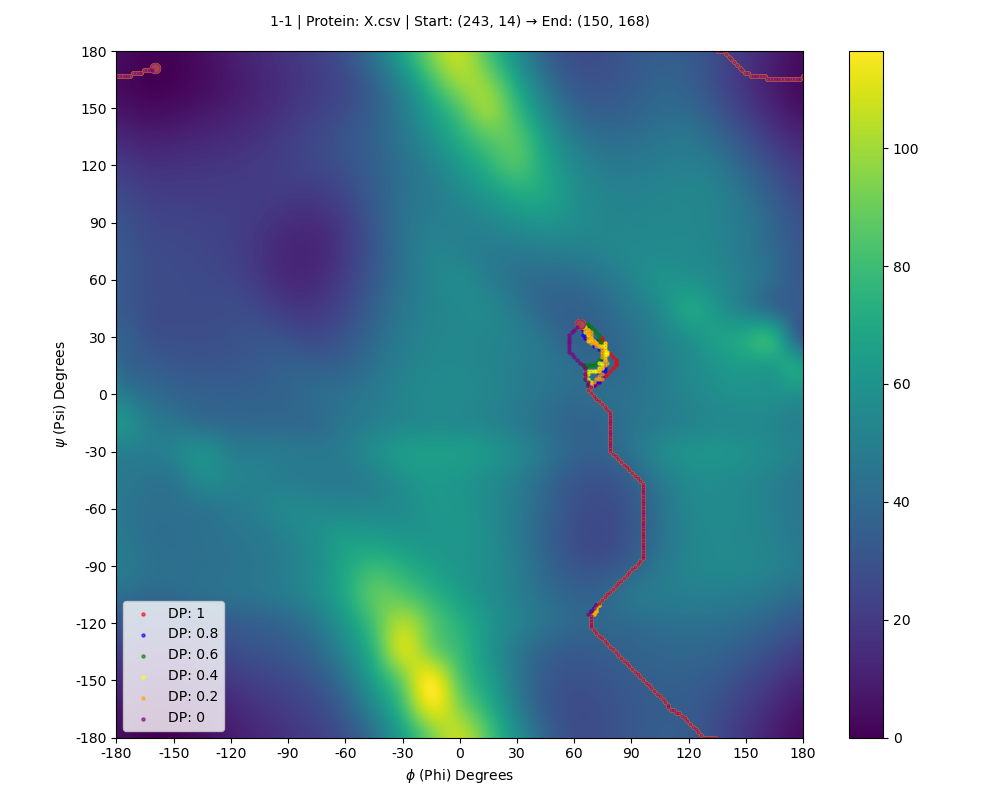 1-1 | Protein: X.csv | Start: (243, 14) → End: (150, 168)
180
150
120
90
60
30
0
-30
-60
-90
-120
-150
-180
ψ (Psi) Degrees
-180 -150 -120 -90 -60 -30 0 30 60 90 120 150 180
ϕ (Phi) Degrees
DP: 1
DP: 0.8
DP: 0.6
DP: 0.4
DP: 0.2
DP: 0
100
80
60
40
20
0